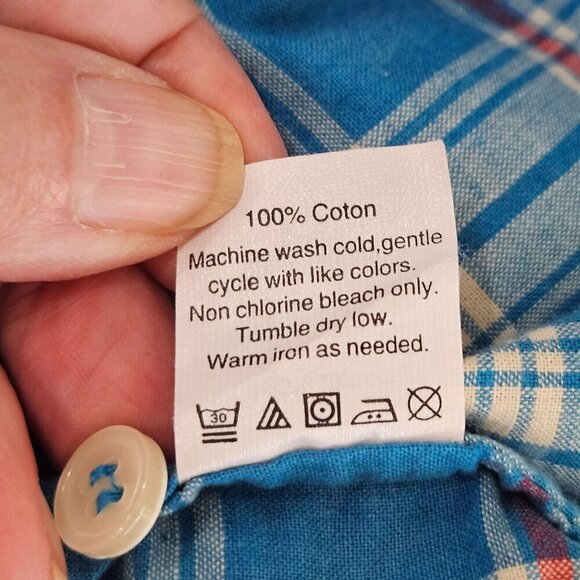 100% Coton
Machine wash cold,gentle
cycle with like colors.
Non chlorine bleach only.
Tumble dry low.
Warm iron as needed.
30